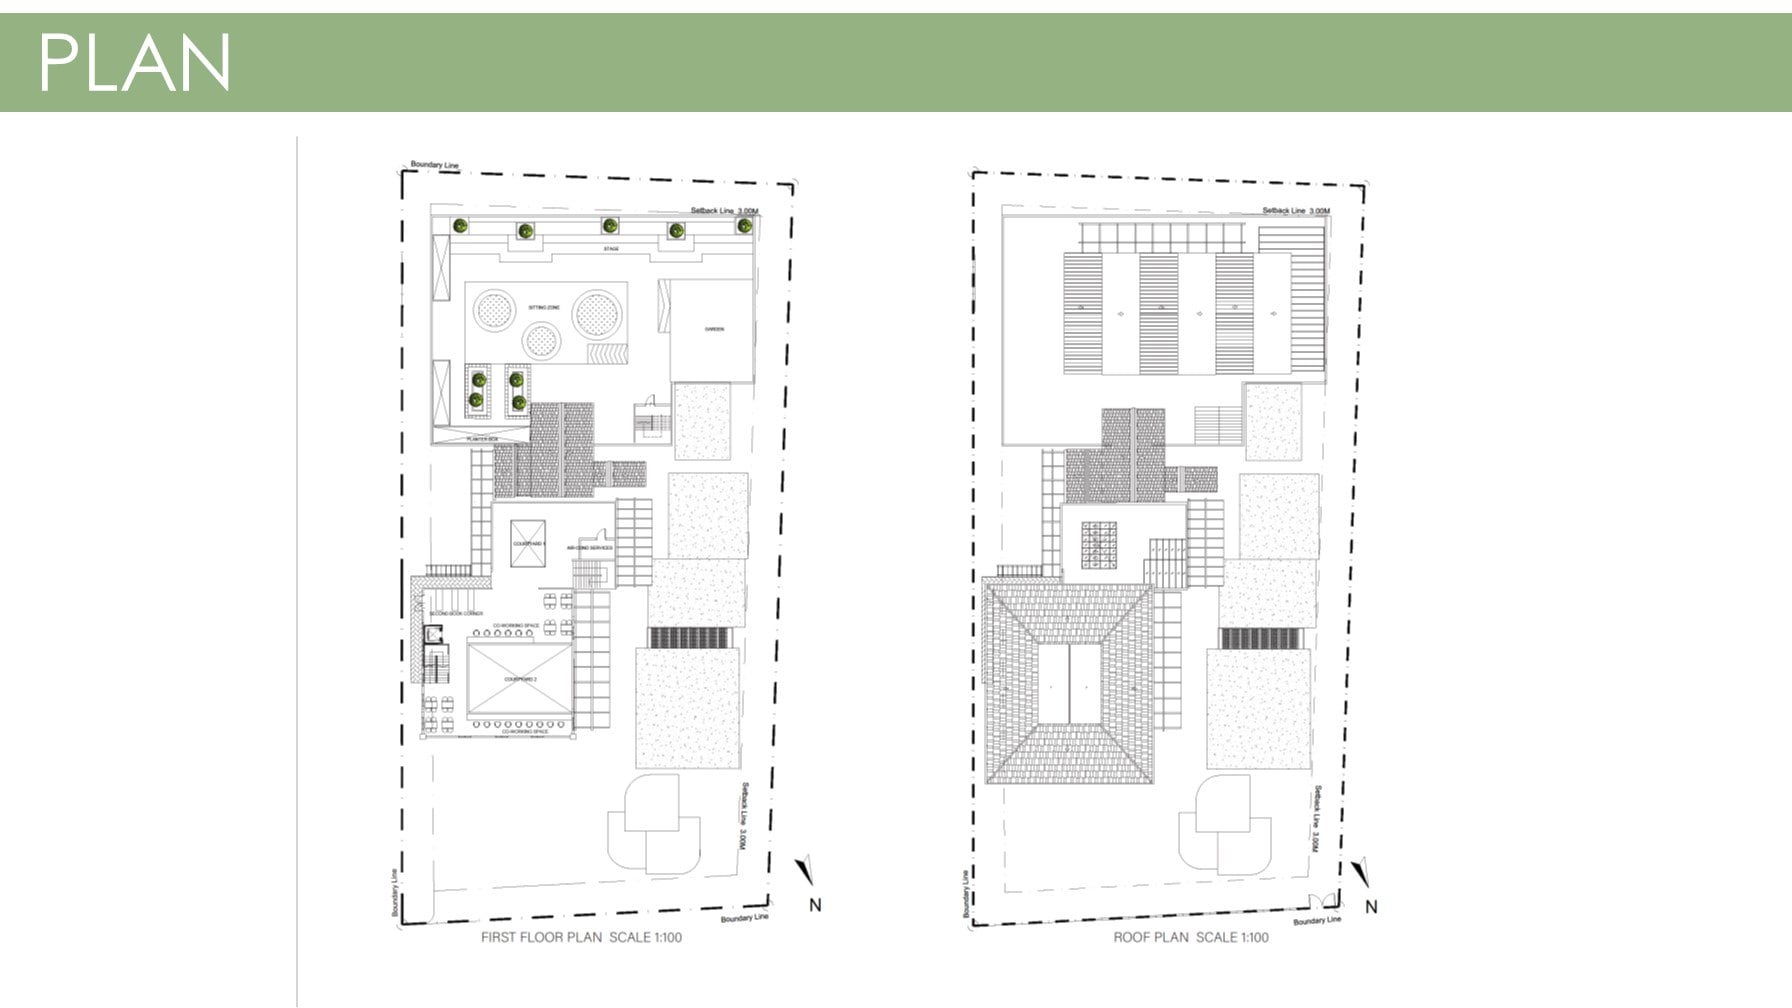 PLAN
Boundary Line
Setback Line 3.00M
STAGE
SITTING ZONE
GARDEN
PLANTER BOX
COURTYARD 1
AIR-COND SERVICES
SECOND BOOK CORNER
CO-WORKING SPACE
COURTYARD 2
CO-WORKING SPACE
Setback Line 3.00M
Boundary Line
N
Boundary Line
FIRST FLOOR PLAN SCALE 1:100
Setback Line 3.00M
Setback Line 3.00M
Boundary Line
N
Boundary Line
ROOF PLAN SCALE 1:100